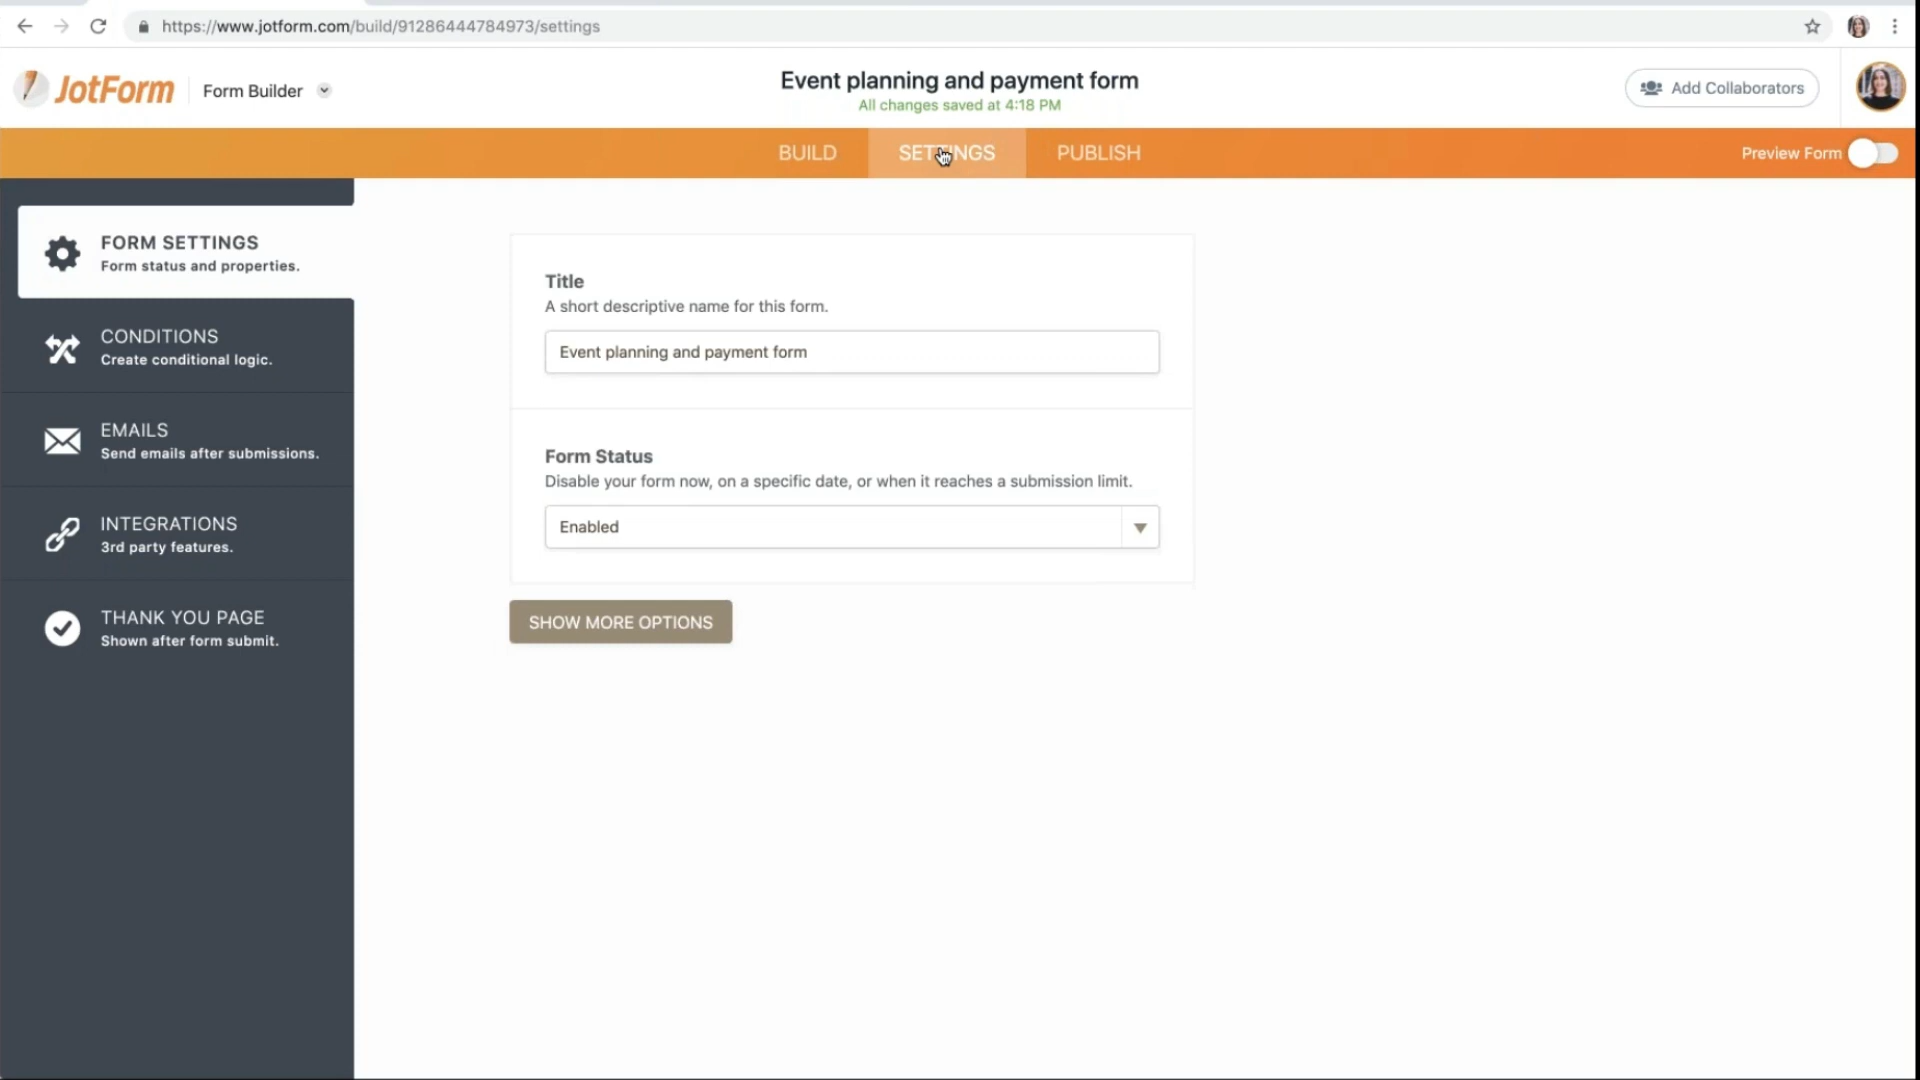 https://www.jotform.com/build/91286444784973/settings
JotForm
Form Builder
Event planning and payment form
All changes saved at 4:18 PM
Add Collaborators
BUILD
SETTINGS
PUBLISH
Preview Form
FORM SETTINGS
Form status and properties.
CONDITIONS
Create conditional logic.
EMAILS
Send emails after submissions.
INTEGRATIONS
3rd party features.
THANK YOU PAGE
Shown after form submit.
Title
A short descriptive name for this form.
Event planning and payment form
Form Status
Disable your form now, on a specific date, or when it reaches a submission limit.
Enabled
SHOW MORE OPTIONS